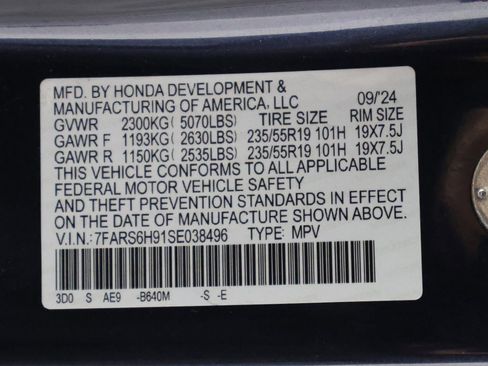 MFD. BY HONDA DEVELOPMENT &
MANUFACTURING OF AMERICA, LLC 09/'24
GVWR 2300KG( 5070LBS) TIRE SIZE RIM SIZE
GAWR F 1193KG( 2630LBS) 235/55R19 101H 19X7.5J
GAWR R 1150KG( 2535LBS) 235/55R19 101H 19X7.5J
THIS VEHICLE CONFORMS TO ALL APPLICABLE
FEDERAL MOTOR VEHICLE SAFETY
AND THEFT PREVENTION STANDARDS IN EFFECT
ON THE DATE OF MANUFACTURE SHOWN ABOVE.
V.I.N.:7FARS6H91SE038496 TYPE: MPV
3D0 S AE9 -B640M -S -E